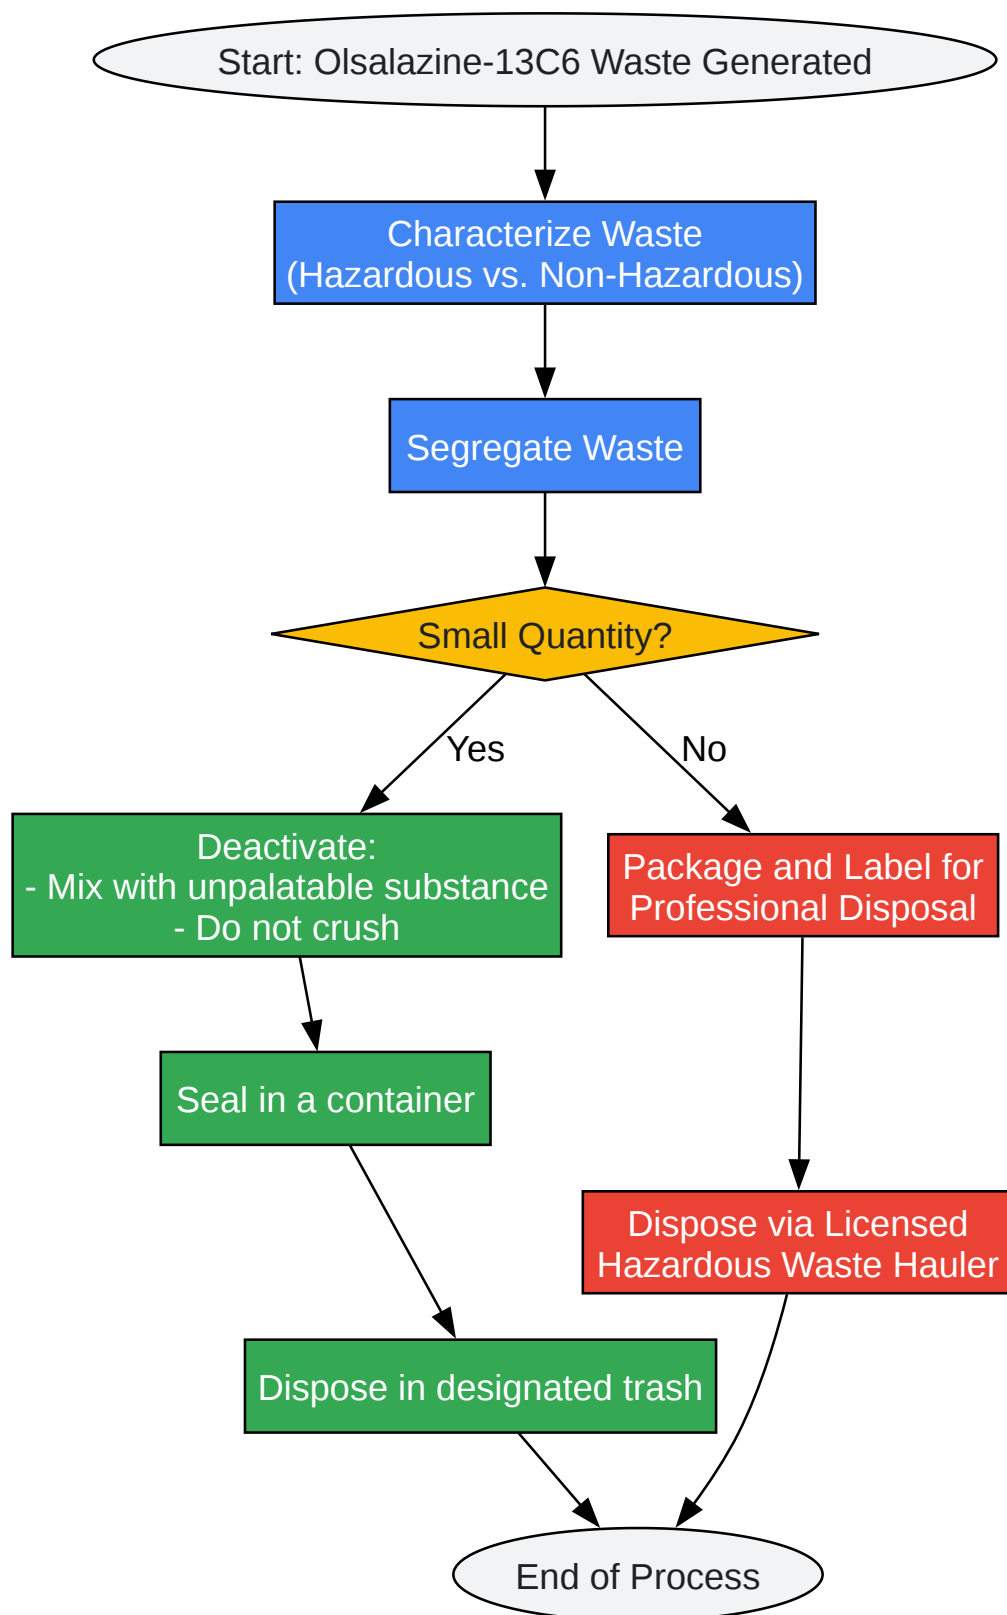 Start: Olsalazine-13C6 Waste Generated
Characterize Waste
(Hazardous vs. Non-Hazardous)
Segregate Waste
Small Quantity?
Yes
No
Deactivate:
- Mix with unpalatable substance
- Do not crush
Package and Label for
Professional Disposal
Seal in a container
Dispose via Licensed
Hazardous Waste Hauler
Dispose in designated trash
End of Process